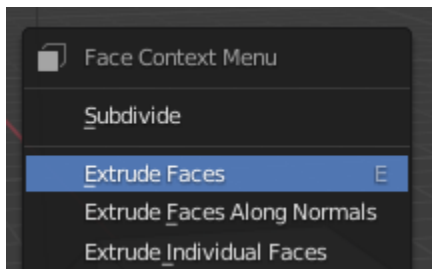 Face Context Menu
Subdivide
Extrude Faces E
Extrude Faces Along Normals
Extrude Individual Faces